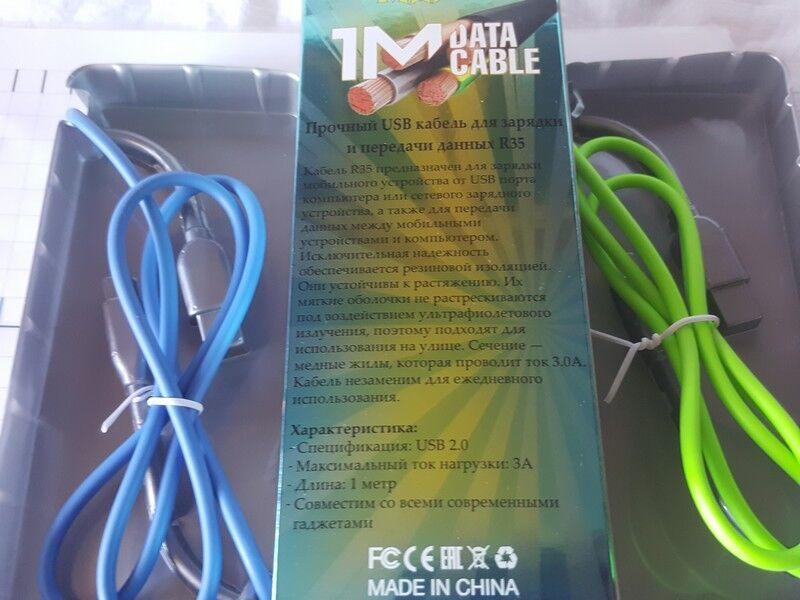 1M DATA
CABLE
Прочный USB кабель для зарядки
и передачи данных R35
Кабель R35 предназначен для зарядки
мобильного устройства от USB порта
компьютера или сетевого зарядного
устройства, а также для передачи
данных между мобильными
устройствами и компьютером.
Исключительная надежность
обеспечивается резиновой изоляцией.
Они устойчивы к растяжению. Их
мягкие оболочки не растрескиваются
под воздействием ультрафиолетового
излучения, поэтому подходят для
использования на улице. Сечение —
медные жилы, которая проводит ток 3.0А.
Кабель незаменим для ежедневного
использования.
Характеристика:
- Спецификация: USB 2.0
- Максимальный ток нагрузки: 3А
- Длина: 1 метр
- Совместим со всеми современными
гаджетами
FC CE EAC
MADE IN CHINA